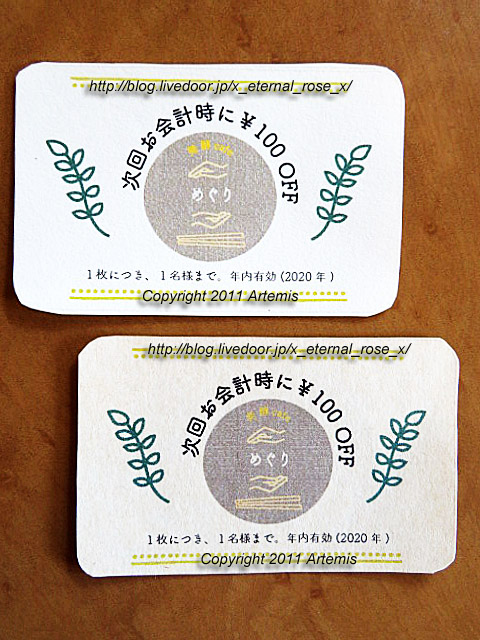 http://blog.livedoor.jp/x_eternal_rose_x/
次回お会計時に￥100 OFF
cafe
めぐり
1枚につき、1名様まで。年内有効(2020年)
Copyright 2011 Artemis
http://blog.livedoor.jp/x_eternal_rose_x/
次回お会計時に￥100 OFF
cafe
めぐり
1枚につき、1名様まで。年内有効(2020年)
Copyright 2011 Artemis